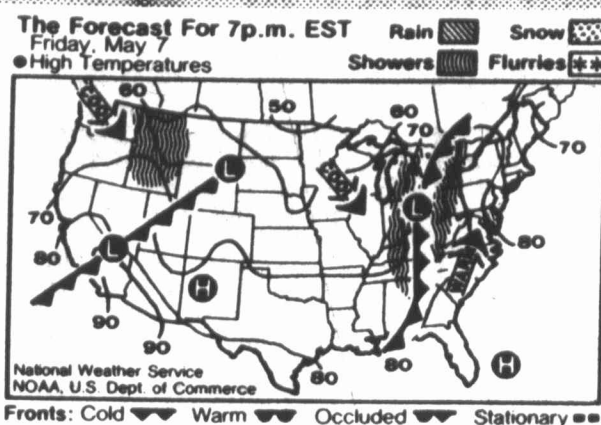 The Forecast For 7p.m. EST
Friday, May 7
High Temperatures
Rain Snow
Showers Flurries
60
50
60
70
70
L
L
L
70
80
80
H
90
90
80
80
H
National Weather Service
NOAA, U.S. Dept. of Commerce
Fronts: Cold Warm Occluded Stationary